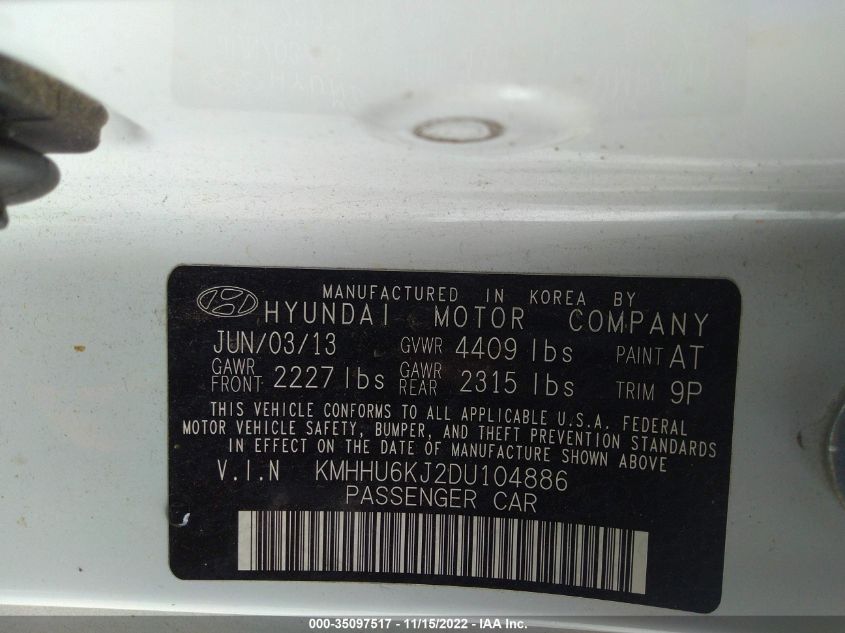 MANUFACTURED IN KOREA BY
HYUNDAI MOTOR COMPANY
JUN/03/13 GVWR 4409 lbs PAINT AT
GAWR FRONT 2227 lbs GAWR REAR 2315 lbs TRIM 9P
THIS VEHICLE CONFORMS TO ALL APPLICABLE U.S.A. FEDERAL
MOTOR VEHICLE SAFETY, BUMPER, AND THEFT PREVENTION STANDARDS
IN EFFECT ON THE DATE OF MANUFACTURE SHOWN ABOVE
V.I.N KMHHU6KJ2DU104886
PASSENGER CAR
000-35097517 - 11/15/2022 - IAA Inc.